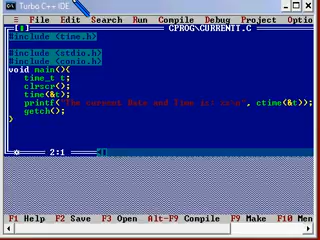 Turbo C++ IDE
≡ File Edit Search Run Compile Debug Project Optio
CPROG\CURRENTT.C
#include <time.h>
#include <stdio.h>
#include <conio.h>
void main(){
time_t t;
clrscr();
time(&t);
printf("The current Date and Time is: %s\n", ctime(&t));
getch();
}
2:1
F1 Help F2 Save F3 Open Alt-F9 Compile F9 Make F10 Men